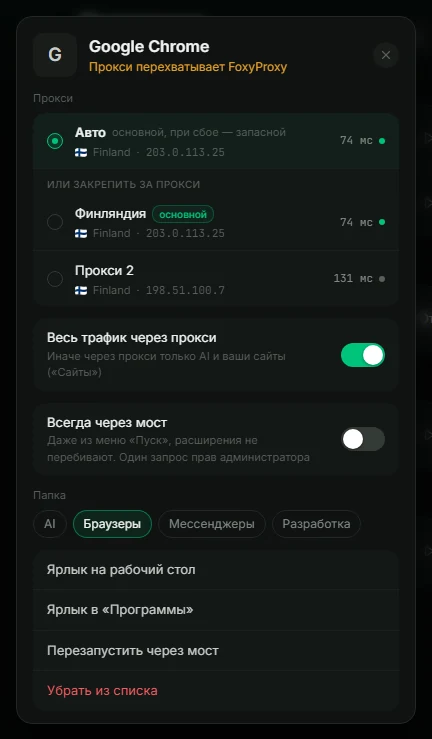 G
Google Chrome
Прокси перехватывает FoxyProxy
Прокси
Авто основной, при сбое — запасной
Finland · 203.0.113.25
74 мс
ИЛИ ЗАКРЕПИТЬ ЗА ПРОКСИ
Финляндия основной
Finland · 203.0.113.25
74 мс
Прокси 2
Finland · 198.51.100.7
131 мс
Весь трафик через прокси
Иначе через прокси только AI и ваши сайты
(«Сайты»)
Всегда через мост
Даже из меню «Пуск», расширения не
перебивают. Один запрос прав администратора
Папка
AI Браузеры Мессенджеры Разработка
Ярлык на рабочий стол
Ярлык в «Программы»
Перезапустить через мост
Убрать из списка